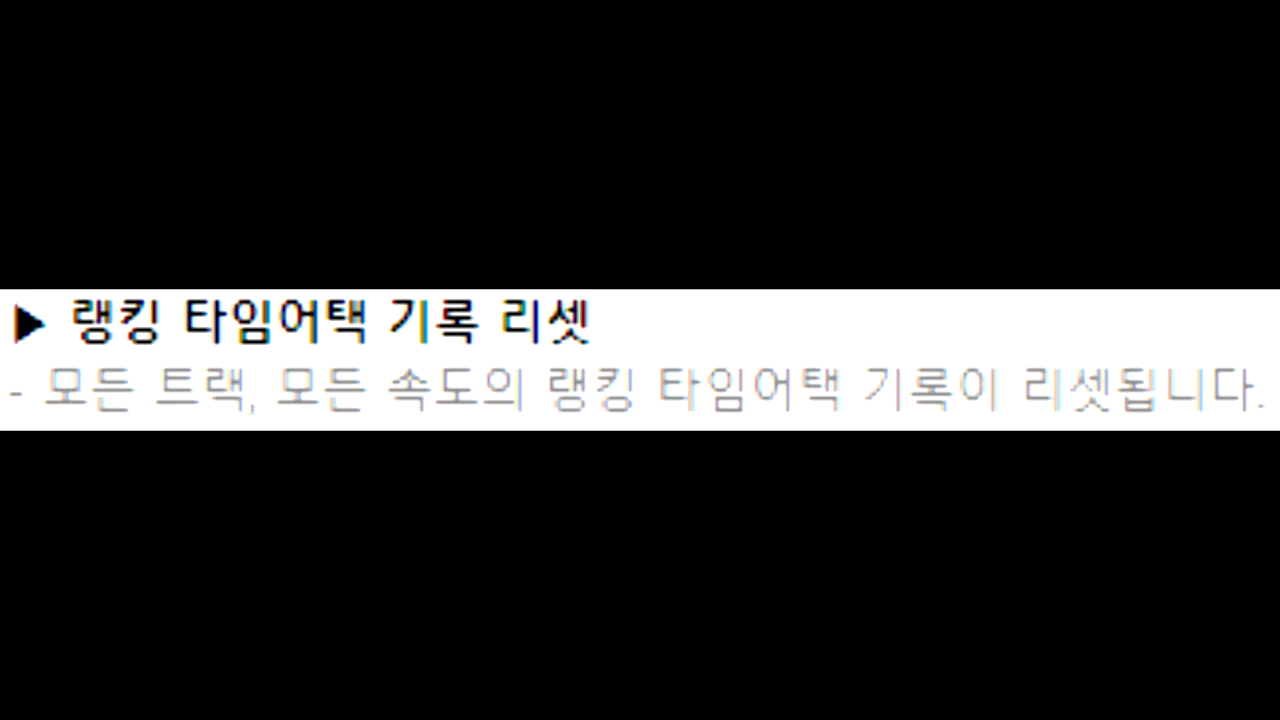 ▶ 랭킹 타임어택 기록 리셋
- 모든 트랙, 모든 속도의 랭킹 타임어택 기록이 리셋됩니다.